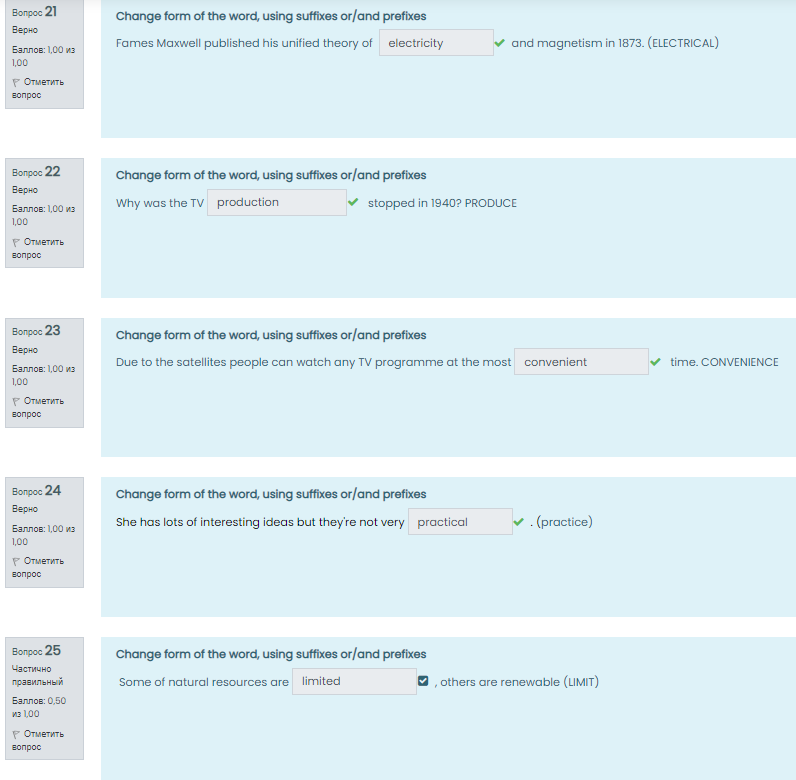 Вопрос 21
Верно
Баллов: 1,00 из
1,00
Отметить
вопрос
Change form of the word, using suffixes or/and prefixes
Fames Maxwell published his unified theory of electricity and magnetism in 1873. (ELECTRICAL)
Вопрос 22
Верно
Баллов: 1,00 из
1,00
Отметить
вопрос
Change form of the word, using suffixes or/and prefixes
Why was the TV production stopped in 1940? PRODUCE
Вопрос 23
Верно
Баллов: 1,00 из
1,00
Отметить
вопрос
Change form of the word, using suffixes or/and prefixes
Due to the satellites people can watch any TV programme at the most convenient time. CONVENIENCE
Вопрос 24
Верно
Баллов: 1,00 из
1,00
Отметить
вопрос
Change form of the word, using suffixes or/and prefixes
She has lots of interesting ideas but they're not very practical . (practice)
Вопрос 25
Частично
правильный
Баллов: 0,50
из 1,00
Отметить
вопрос
Change form of the word, using suffixes or/and prefixes
Some of natural resources are limited , others are renewable (LIMIT)